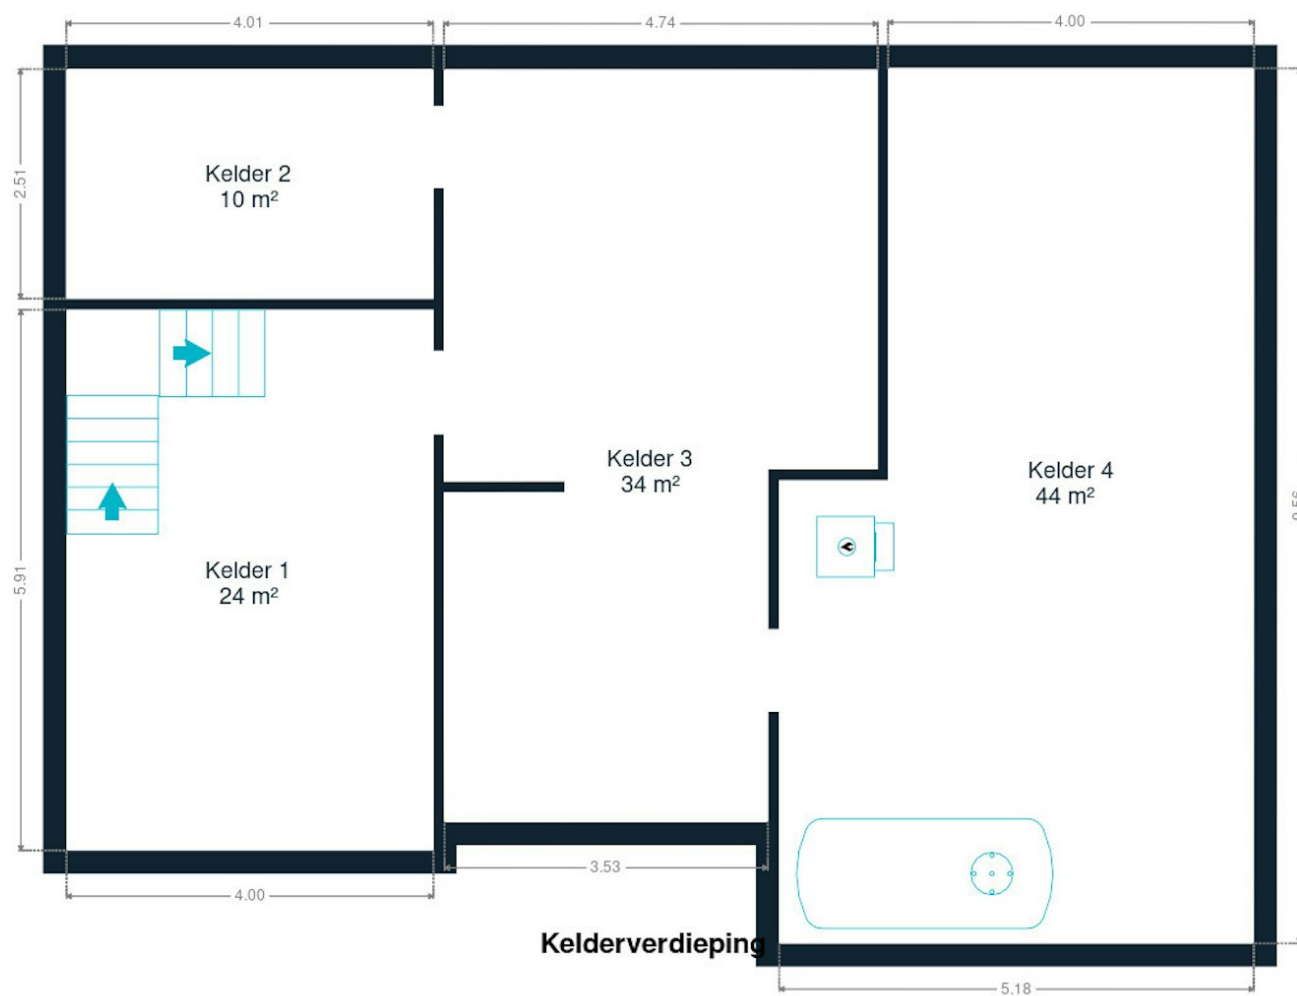 4.01
4.74
4.00
2.51
Kelder 2
10 m²
Kelder 3
34 m²
Kelder 4
44 m²
5.91
Kelder 1
24 m²
3.53
4.00
Kelderverdieping
5.18